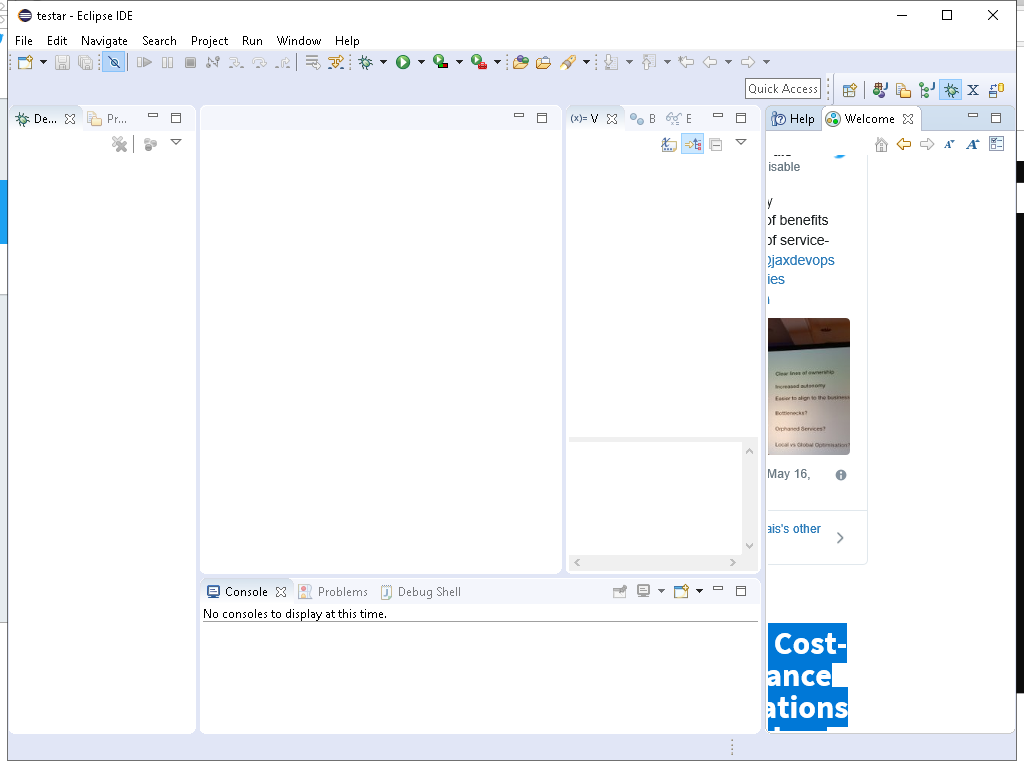 testar - Eclipse IDE
File Edit Navigate Search Project Run Window Help
Quick Access
De... Pr... (x)= V B E Help Welcome
isable
y
of benefits
of service-
@jaxdevops
ies
Clear lines of ownership
Increased autonomy
Easier to align to the business
Bottlenecks?
Orphaned Services?
Local vs Global Optimisation?
May 16,
ais's other
Console Problems Debug Shell
No consoles to display at this time.
Cost-
ance
ations